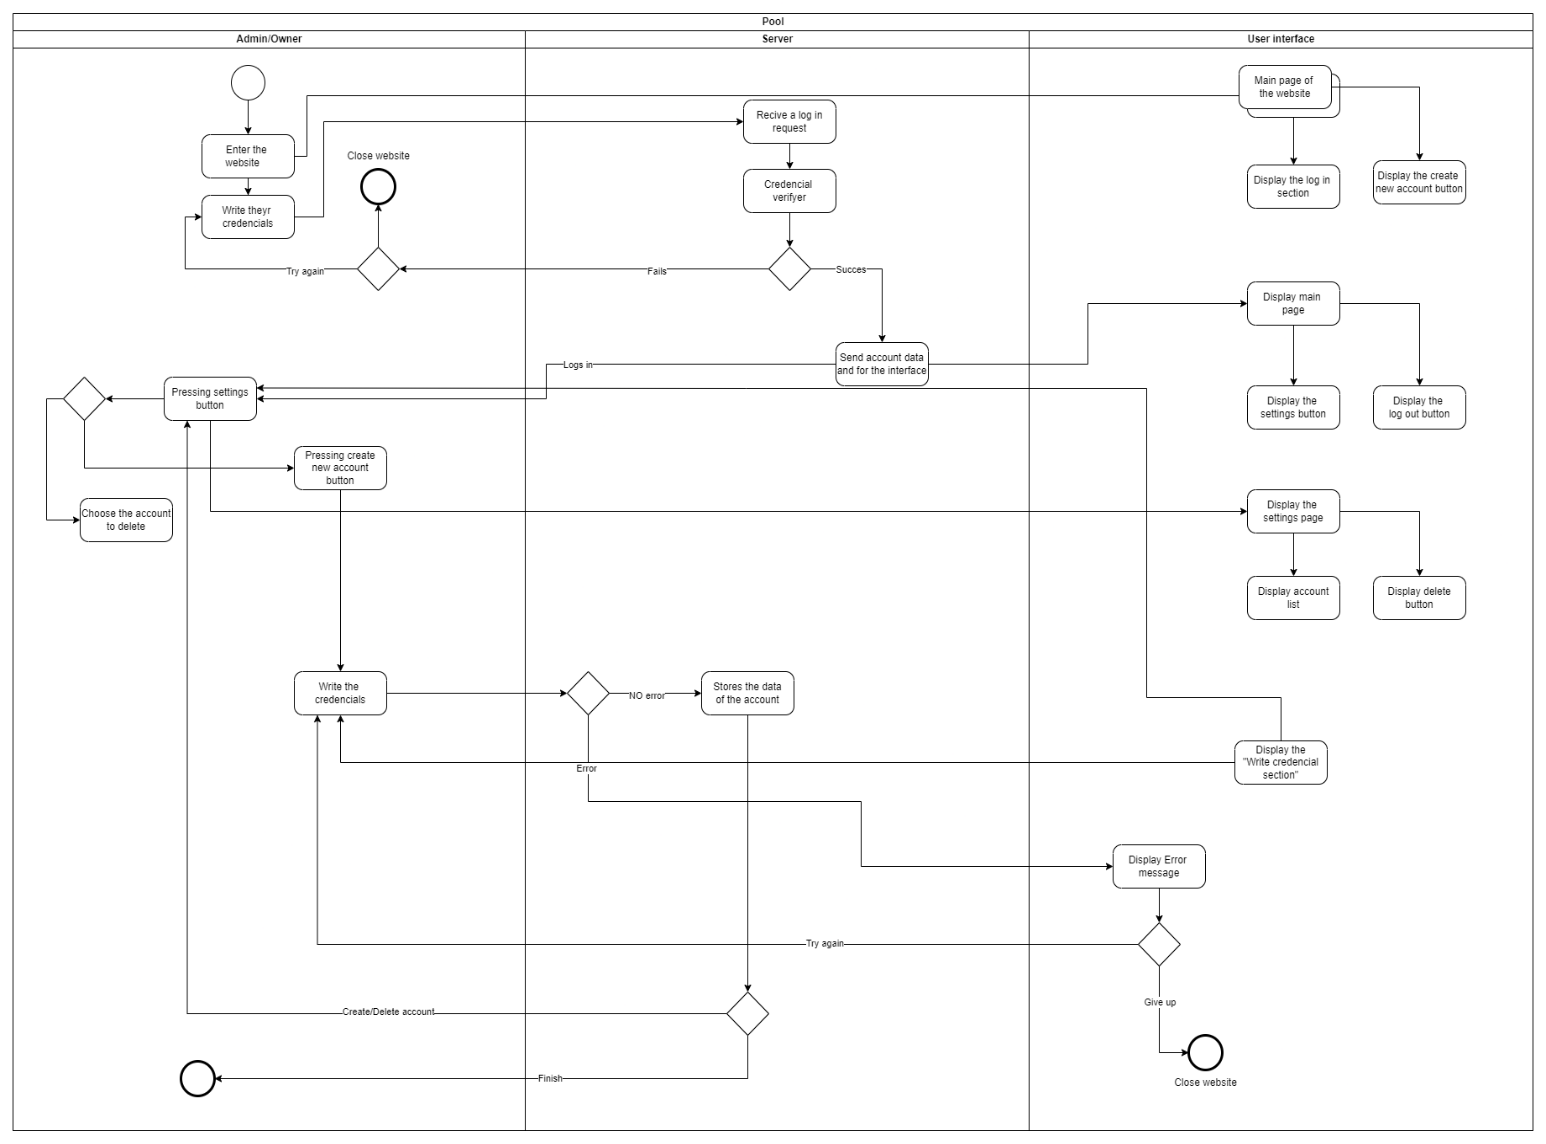 Pool
Admin/Owner
Server
User interface
Main page of
the website
Recive a log in
request
Enter the
website
Close website
Display the log in
section
Display the create
new account button
Credencial
verifyer
Write theyr
credencials
Try again
Fails
Succes
Display main
page
Send account data
and for the interface
Logs in
Pressing settings
button
Display the
settings button
Display the
log out button
Pressing create
new account
button
Choose the account
to delete
Display the
settings page
Display account
list
Display delete
button
Write the
credencials
NO error
Stores the data
of the account
Display the
"Write credencial
section"
Error
Display Error
message
Try again
Give up
Create/Delete account
Finish
Close website